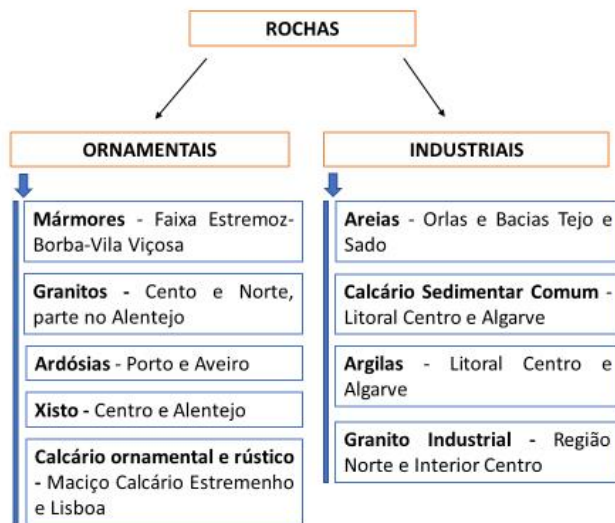 ROCHAS
ORNAMENTAIS
Mármores - Faixa Estremoz-
Borba-Vila Viçosa
Granitos - Cento e Norte,
parte no Alentejo
Ardósias - Porto e Aveiro
Xisto - Centro e Alentejo
Calcário ornamental e rústico
- Maciço Calcário Estremenho
e Lisboa
INDUSTRIAIS
Areias - Orlas e Bacias Tejo e
Sado
Calcário Sedimentar Comum -
Litoral Centro e Algarve
Argilas - Litoral Centro e
Algarve
Granito Industrial - Região
Norte e Interior Centro